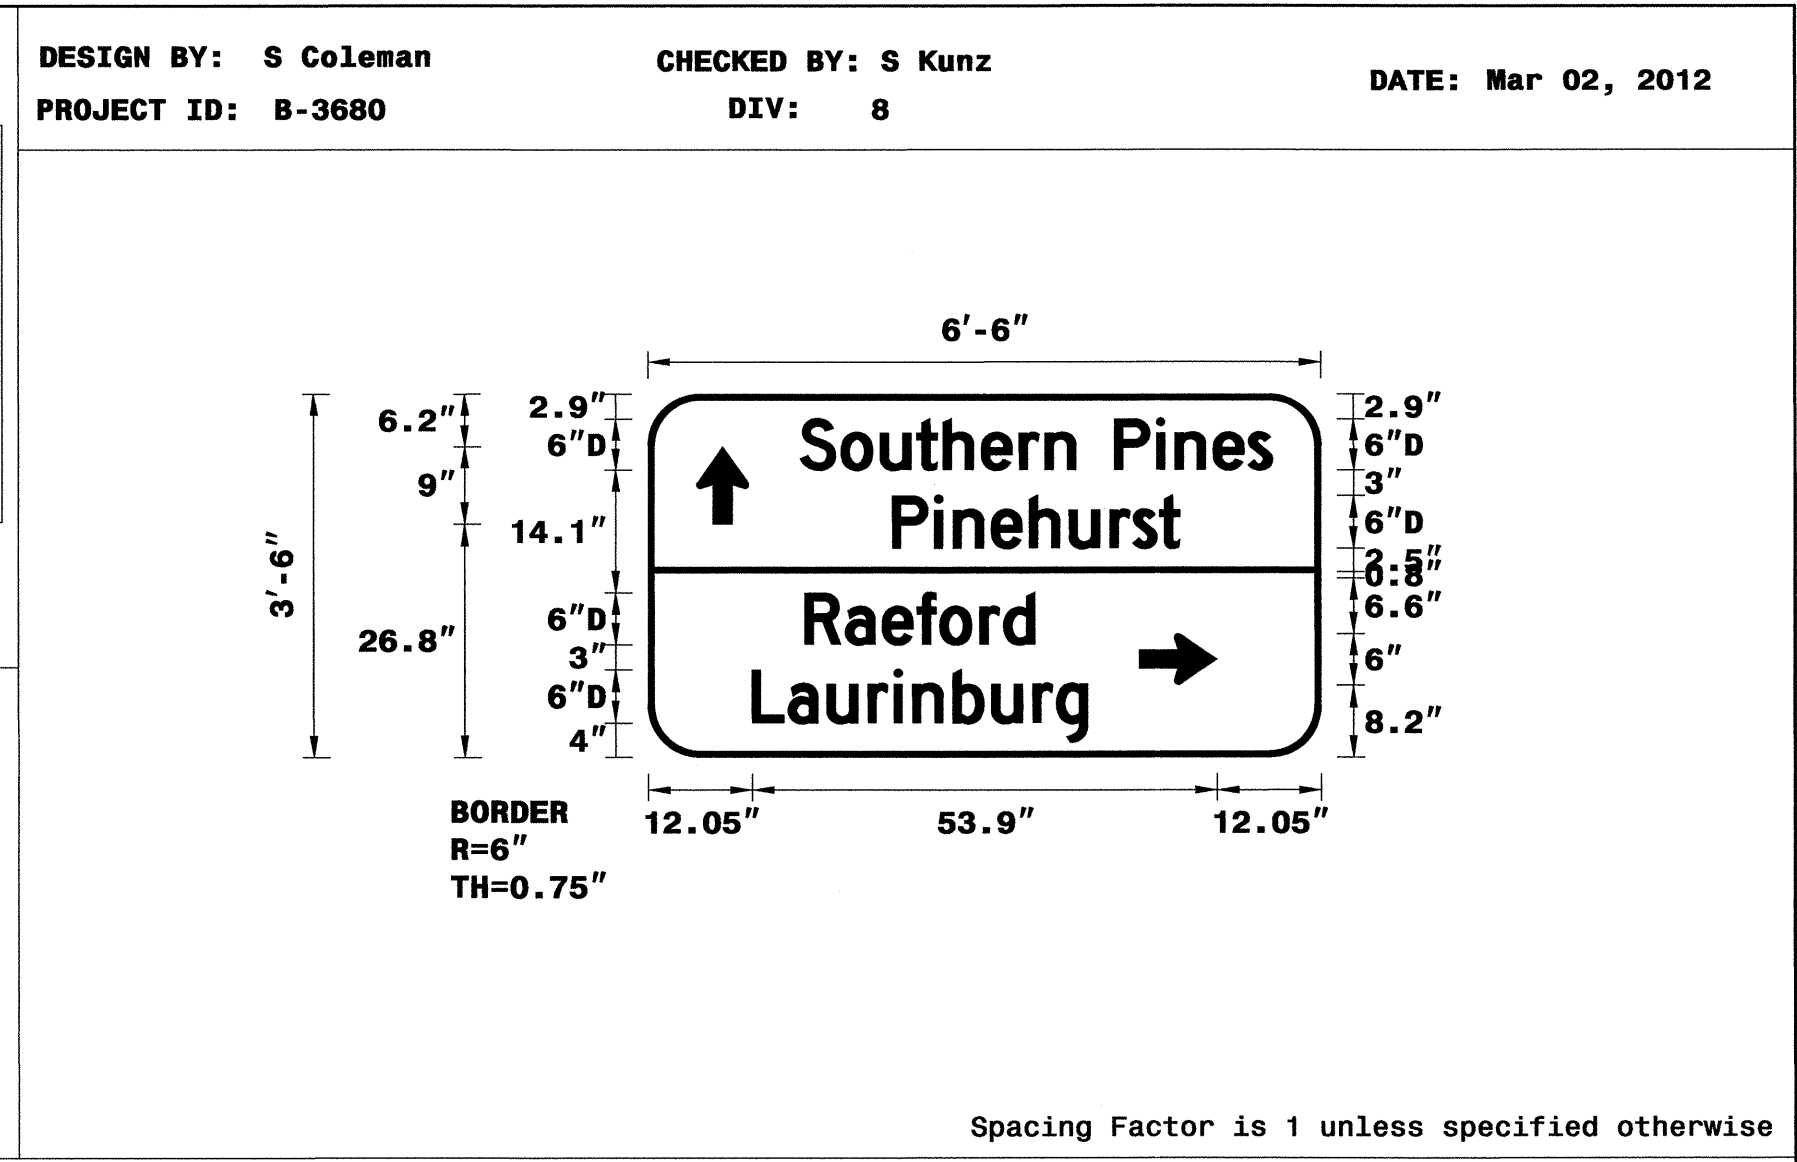 DESIGN BY: S Coleman
CHECKED BY: S Kunz
DATE: Mar 02, 2012
PROJECT ID: B-3680
DIV: 8
6'-6"
3'-6"
6.2"
9"
26.8"
2.9"
6"D
14.1"
6"D
3"
6"D
4"
Southern Pines
Pinehurst
Raeford
Laurinburg
2.9"
6"D
3"
6"D
2.5"
0.8"
6.6"
6"
8.2"
12.05"
53.9"
12.05"
BORDER
R=6"
TH=0.75"
Spacing Factor is 1 unless specified otherwise